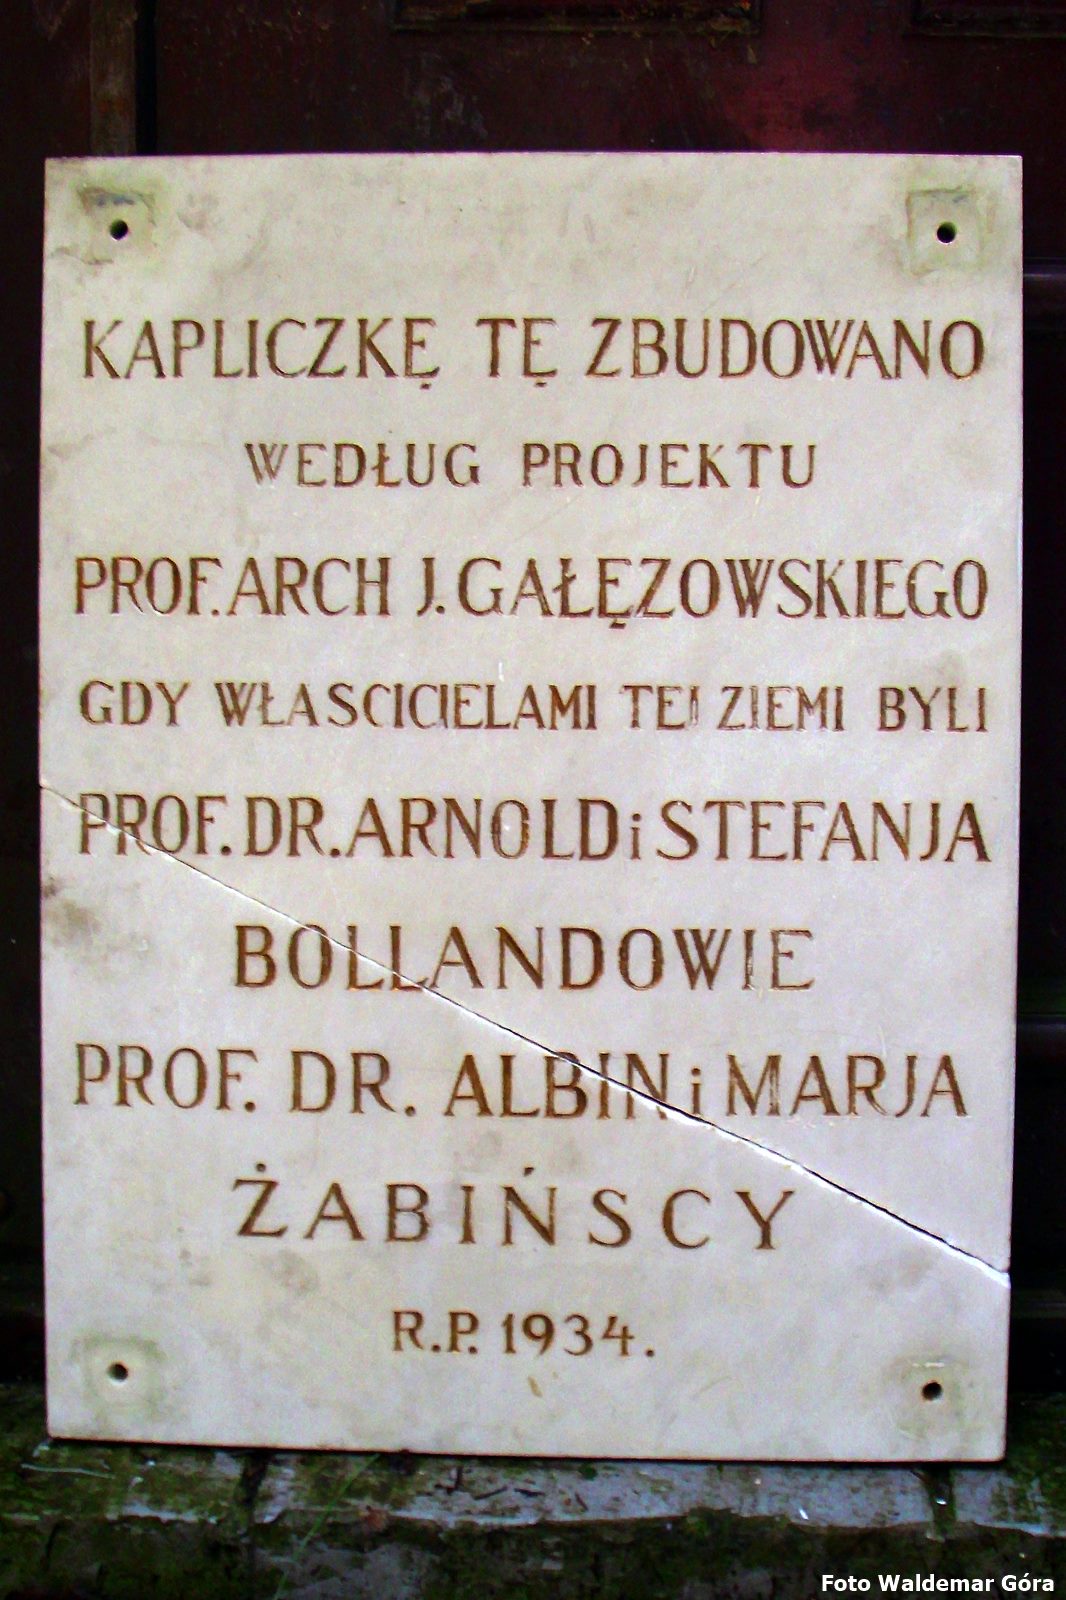 KAPLICZKĘ TĘ ZBUDOWANO
WEDŁUG PROJEKTU
PROF. ARCH J. GAŁĘZOWSKIEGO
GDY WŁASCICIELAMI TEJ ZIEMI BYLI
PROF. DR. ARNOLD i STEFANJA
BOLLANDOWIE
PROF. DR. ALBIN i MARJA
ŻABIŃSCY
R.P. 1934.
Foto Waldemar Góra